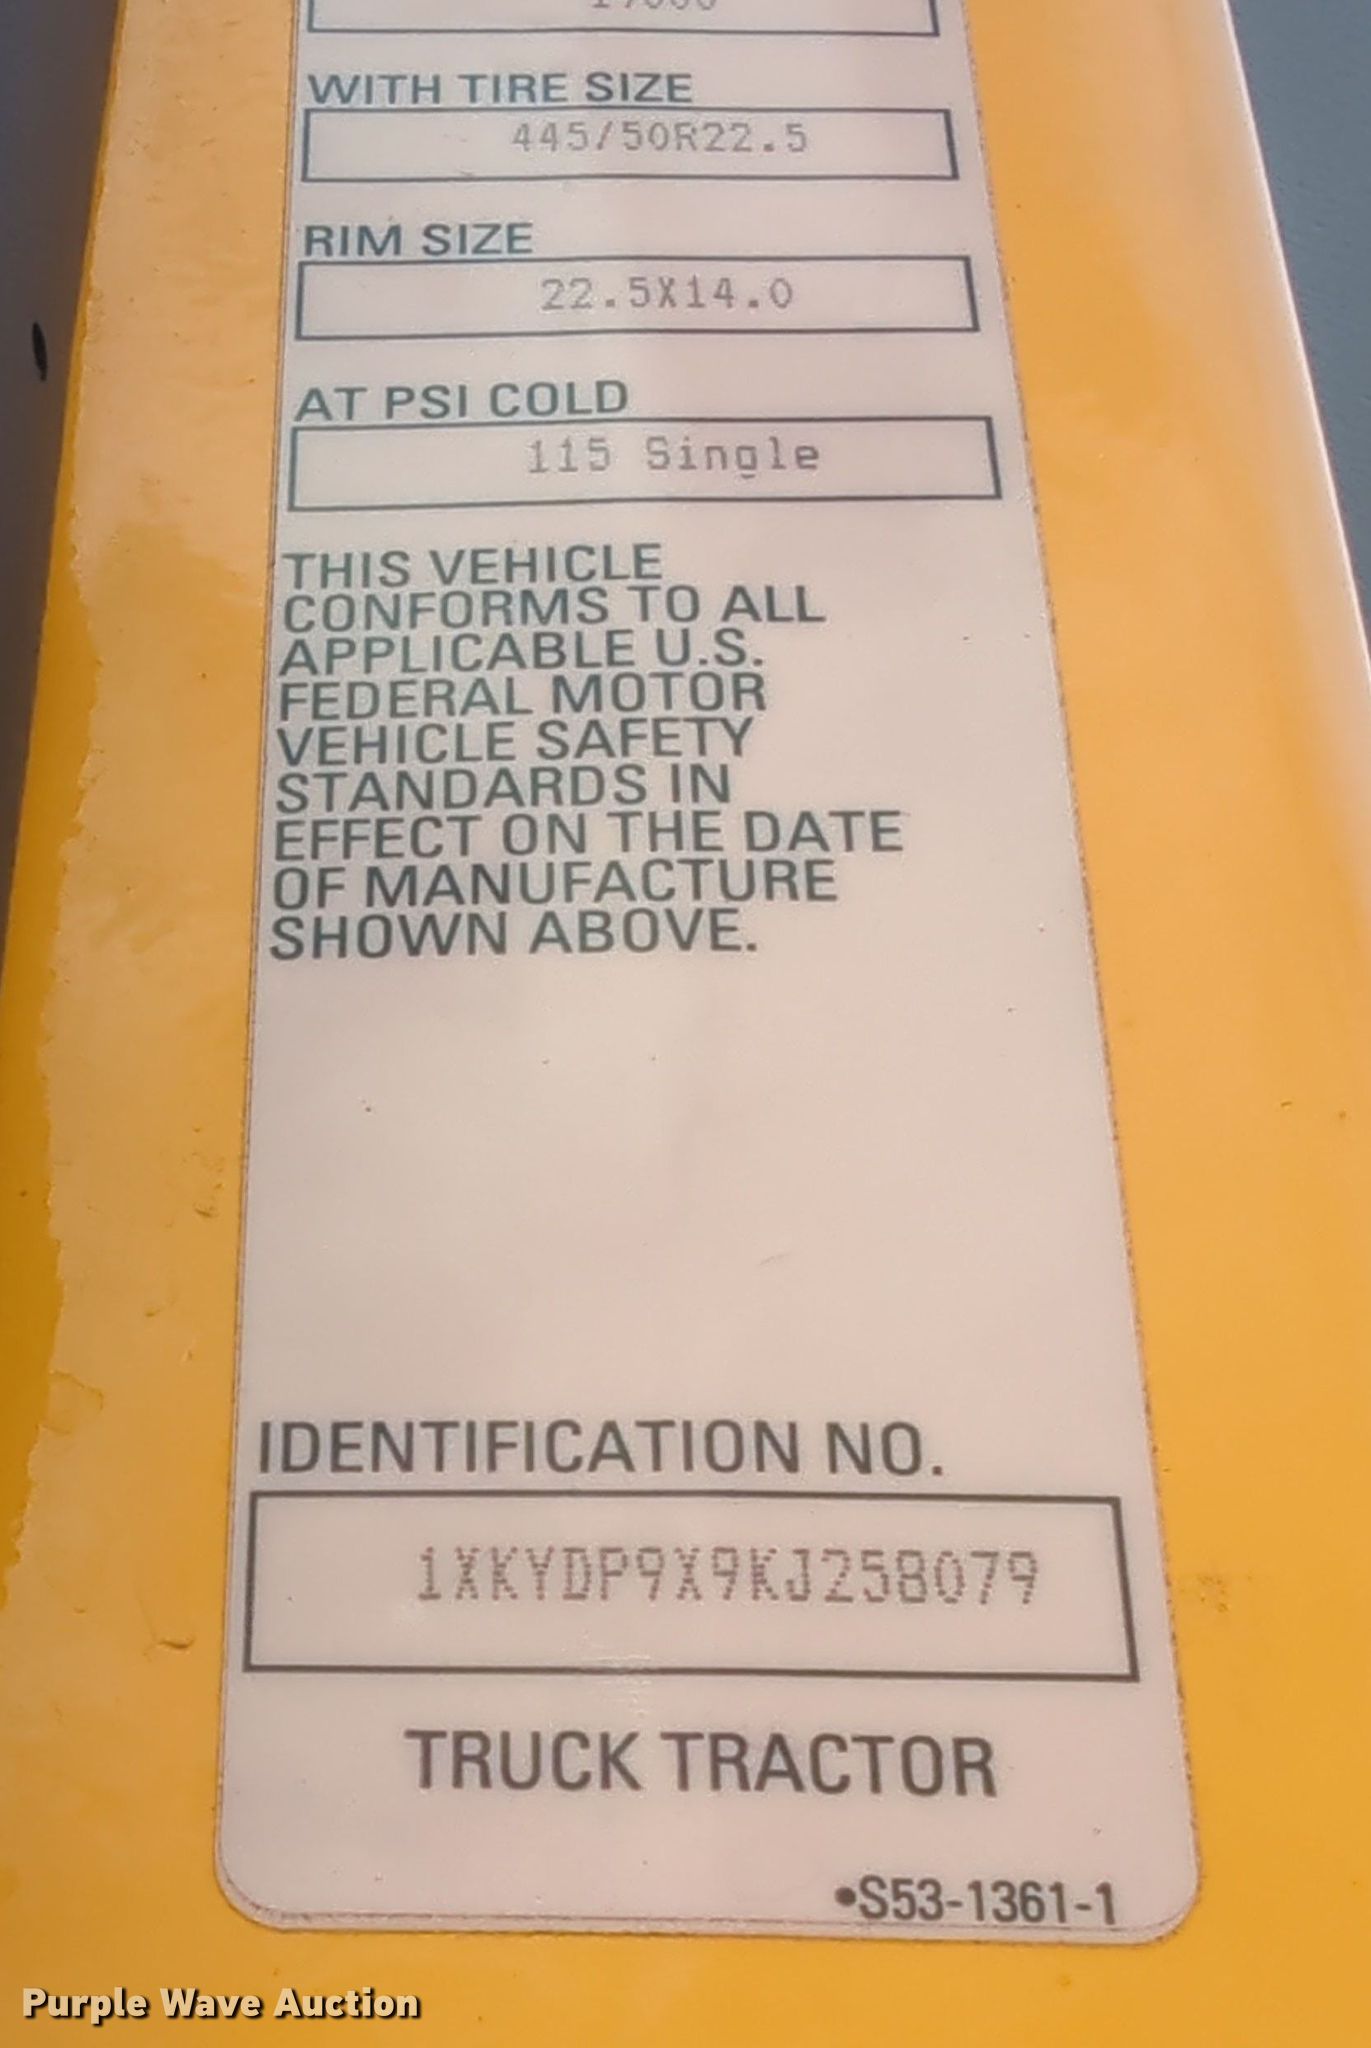 WITH TIRE SIZE
445/50R22.5
RIM SIZE
22.5X14.0
AT PSI COLD
115 Single
THIS VEHICLE
CONFORMS TO ALL
APPLICABLE U.S.
FEDERAL MOTOR
VEHICLE SAFETY
STANDARDS IN
EFFECT ON THE DATE
OF MANUFACTURE
SHOWN ABOVE.
IDENTIFICATION NO.
1XKYDP9X9KJ258079
TRUCK TRACTOR
•S53-1361-1
Purple Wave Auction